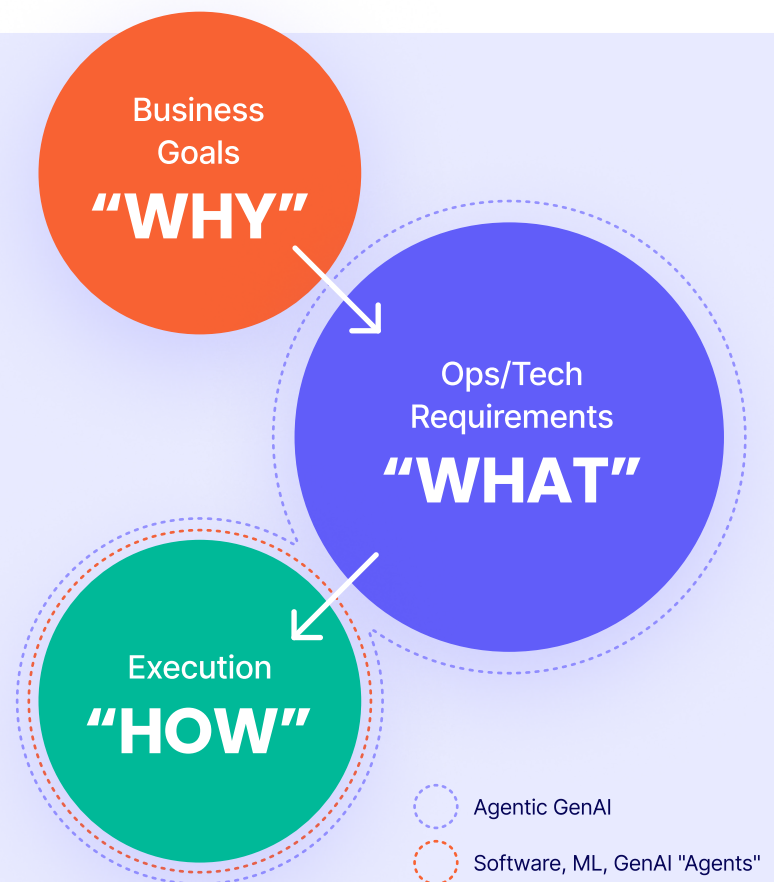 Business
Goals
“WHY”
Ops/Tech
Requirements
“WHAT”
Execution
“HOW”
Agentic GenAI
Software, ML, GenAI "Agents"